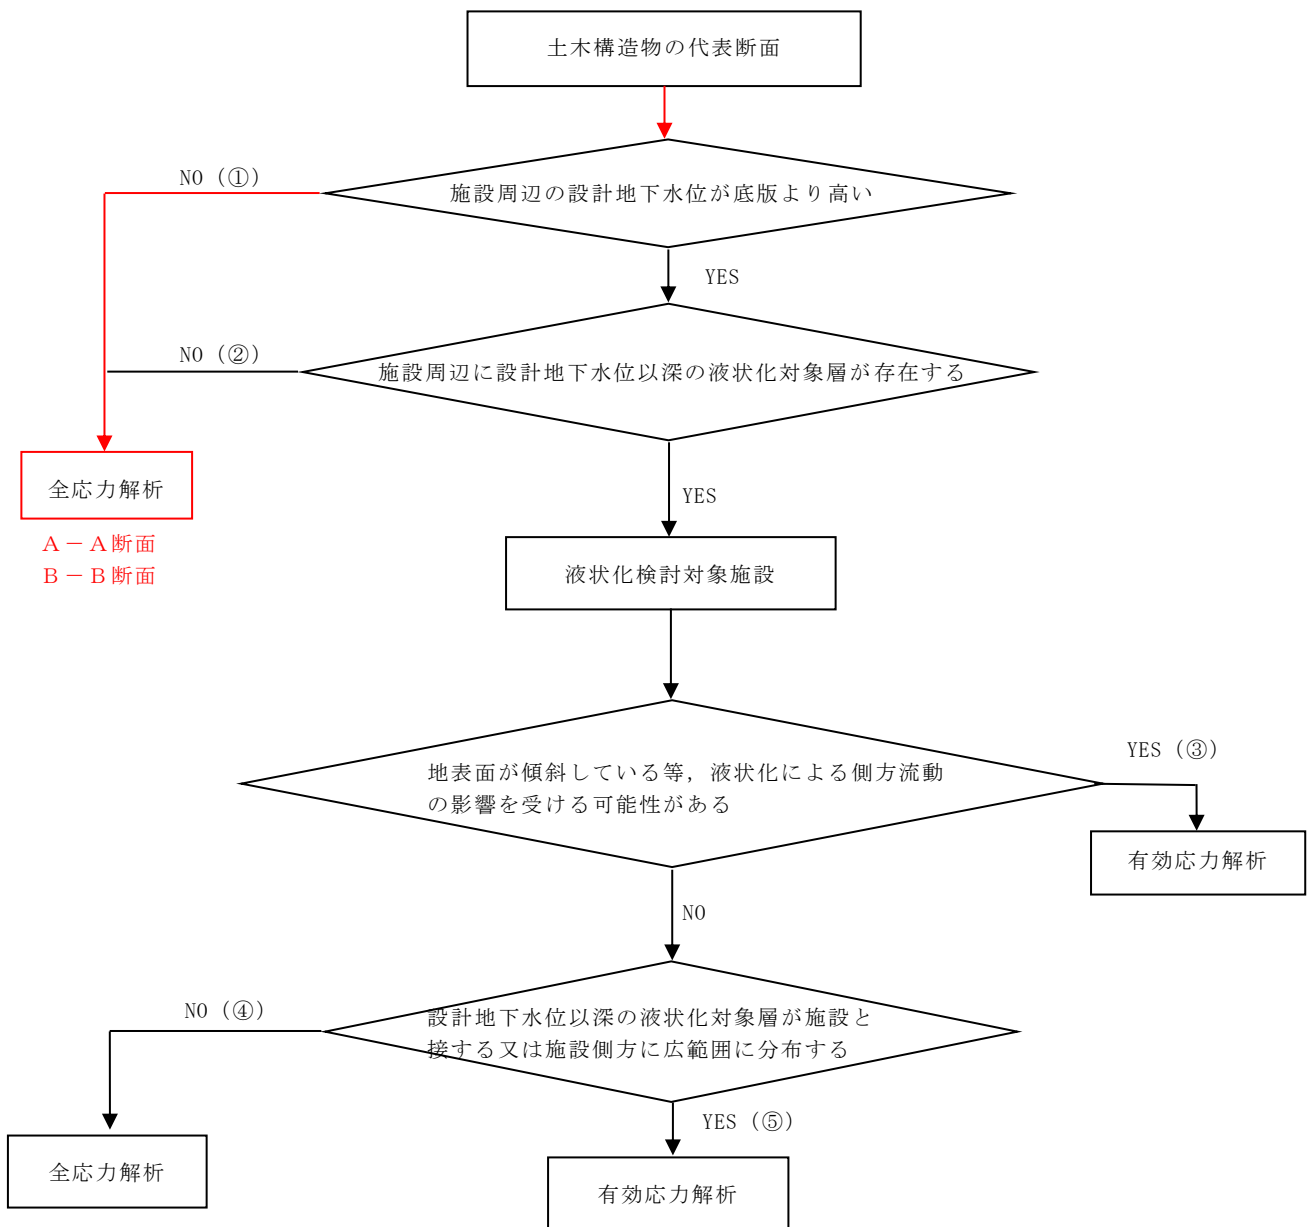 土木構造物の代表断面
NO（①）
施設周辺の設計地下水位が底版より高い
YES
NO（②）
施設周辺に設計地下水位以深の液状化対象層が存在する
全応力解析
YES
A－A断面
B－B断面
液状化検討対象施設
YES（③）
地表面が傾斜している等，液状化による側方流動
の影響を受ける可能性がある
有効応力解析
NO
NO（④）
設計地下水位以深の液状化対象層が施設と
接する又は施設側方に広範囲に分布する
YES（⑤）
全応力解析
有効応力解析